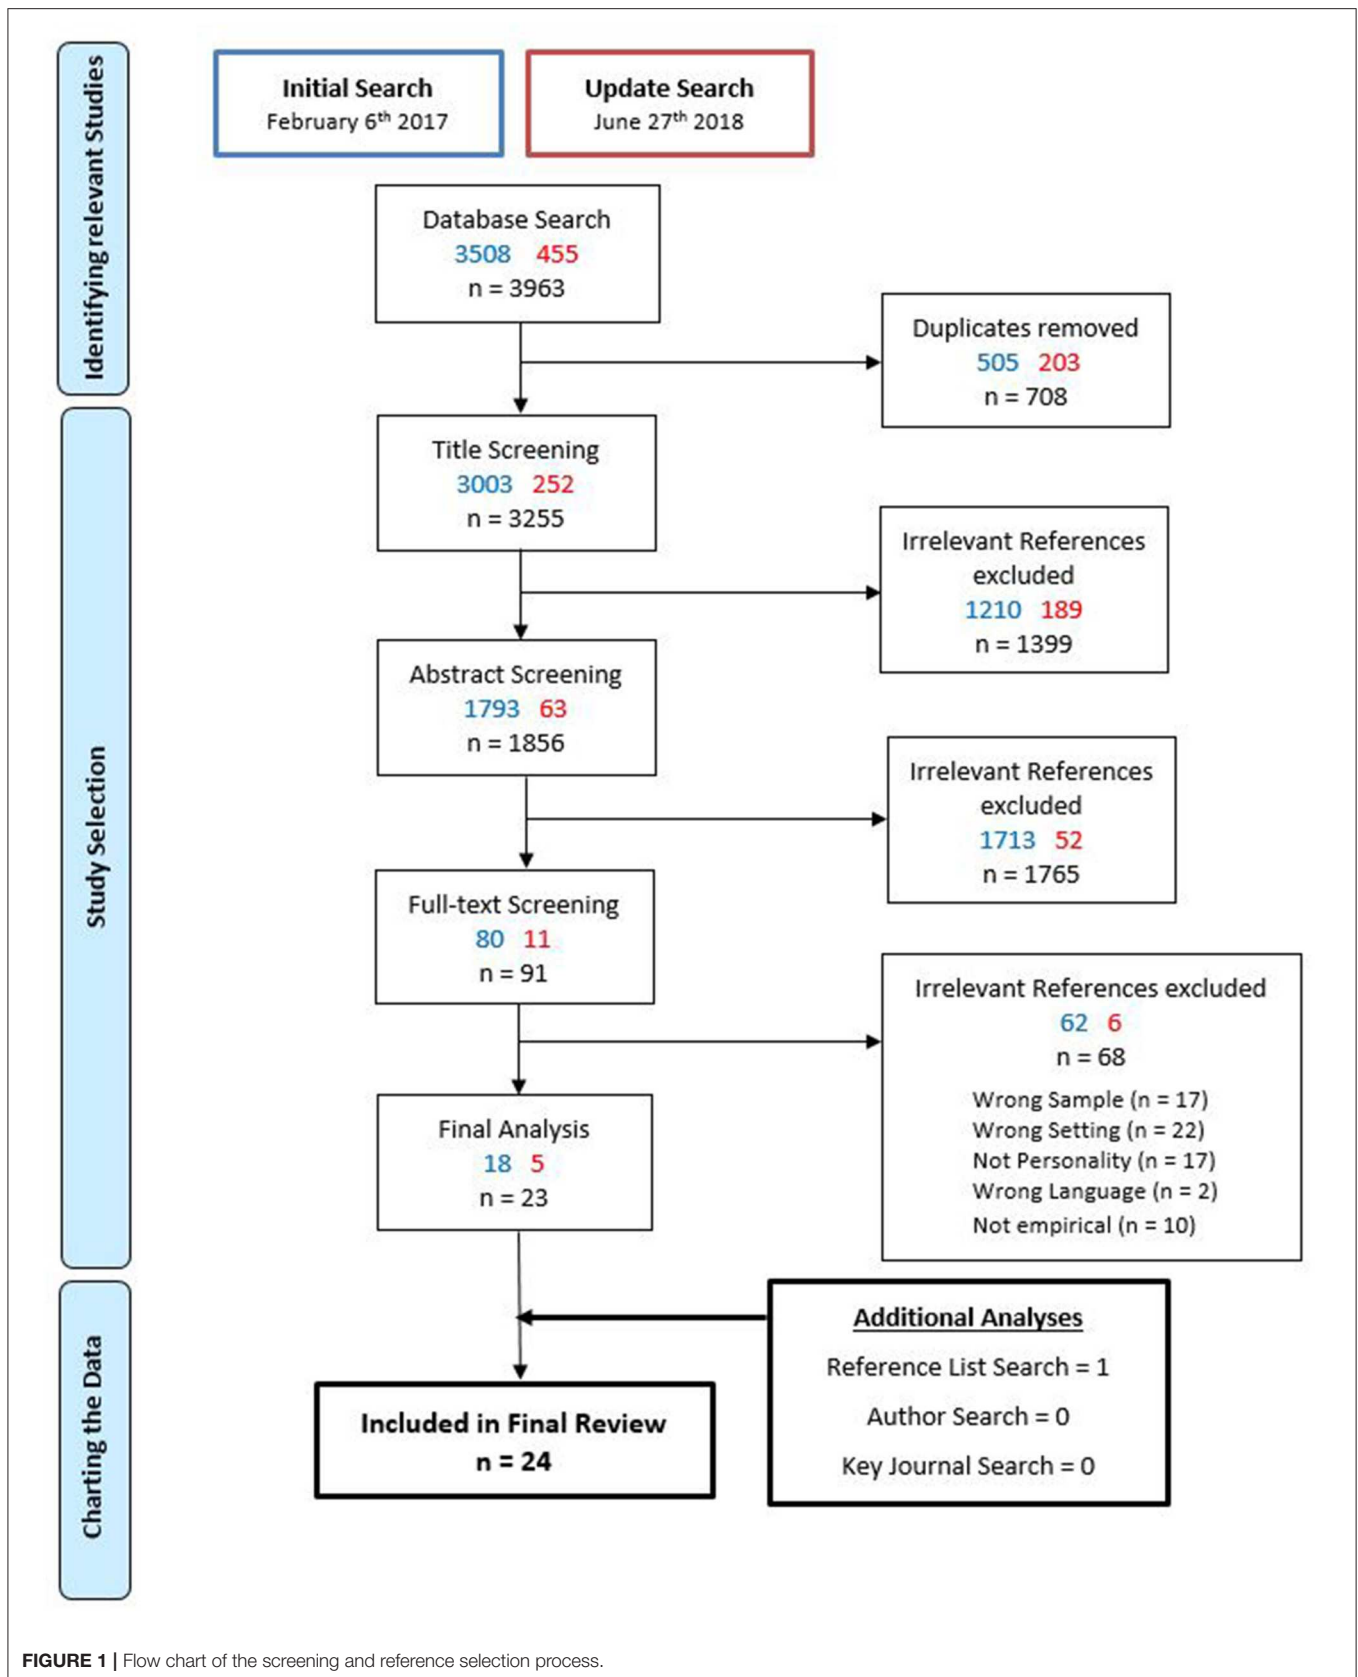 Identifying relevant Studies
Initial Search
February 6th 2017
Update Search
June 27th 2018
Database Search
3508 455
n = 3963
Duplicates removed
505 203
n = 708
Study Selection
Title Screening
3003 252
n = 3255
Irrelevant References
excluded
1210 189
n = 1399
Abstract Screening
1793 63
n = 1856
Irrelevant References
excluded
1713 52
n = 1765
Full-text Screening
80 11
n = 91
Irrelevant References excluded
62 6
n = 68
Wrong Sample (n = 17)
Wrong Setting (n = 22)
Not Personality (n = 17)
Wrong Language (n = 2)
Not empirical (n = 10)
Final Analysis
18 5
n = 23
Charting the Data
Additional Analyses
Reference List Search = 1
Author Search = 0
Key Journal Search = 0
Included in Final Review
n = 24
FIGURE 1 | Flow chart of the screening and reference selection process.